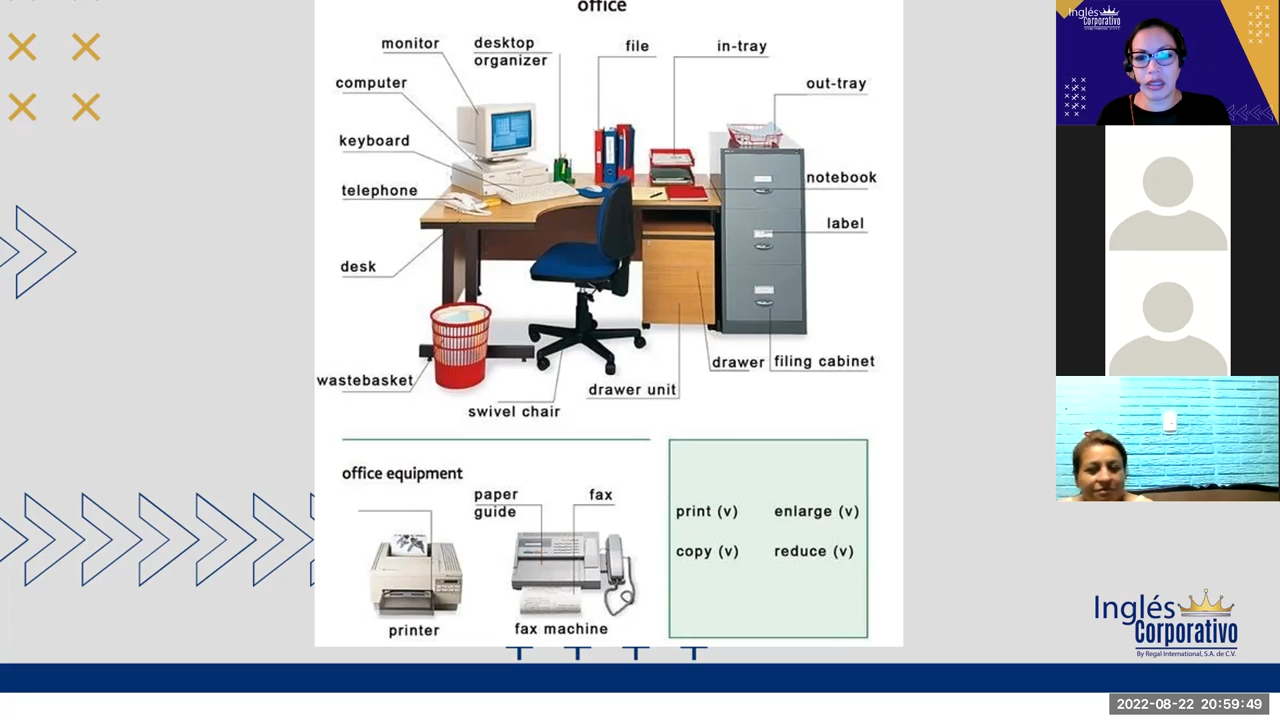 office
monitor
desktop
organizer
file
in-tray
computer
out-tray
keyboard
notebook
telephone
label
desk
wastebasket
swivel chair
drawer unit
drawer
filing cabinet
office equipment
paper
guide
fax
printer
fax machine
print (v)
enlarge (v)
copy (v)
reduce (v)
Inglés
Corporativo
Inglés
Corporativo
By Regal International, S.A. de C.V.
2022-08-22 20:59:49